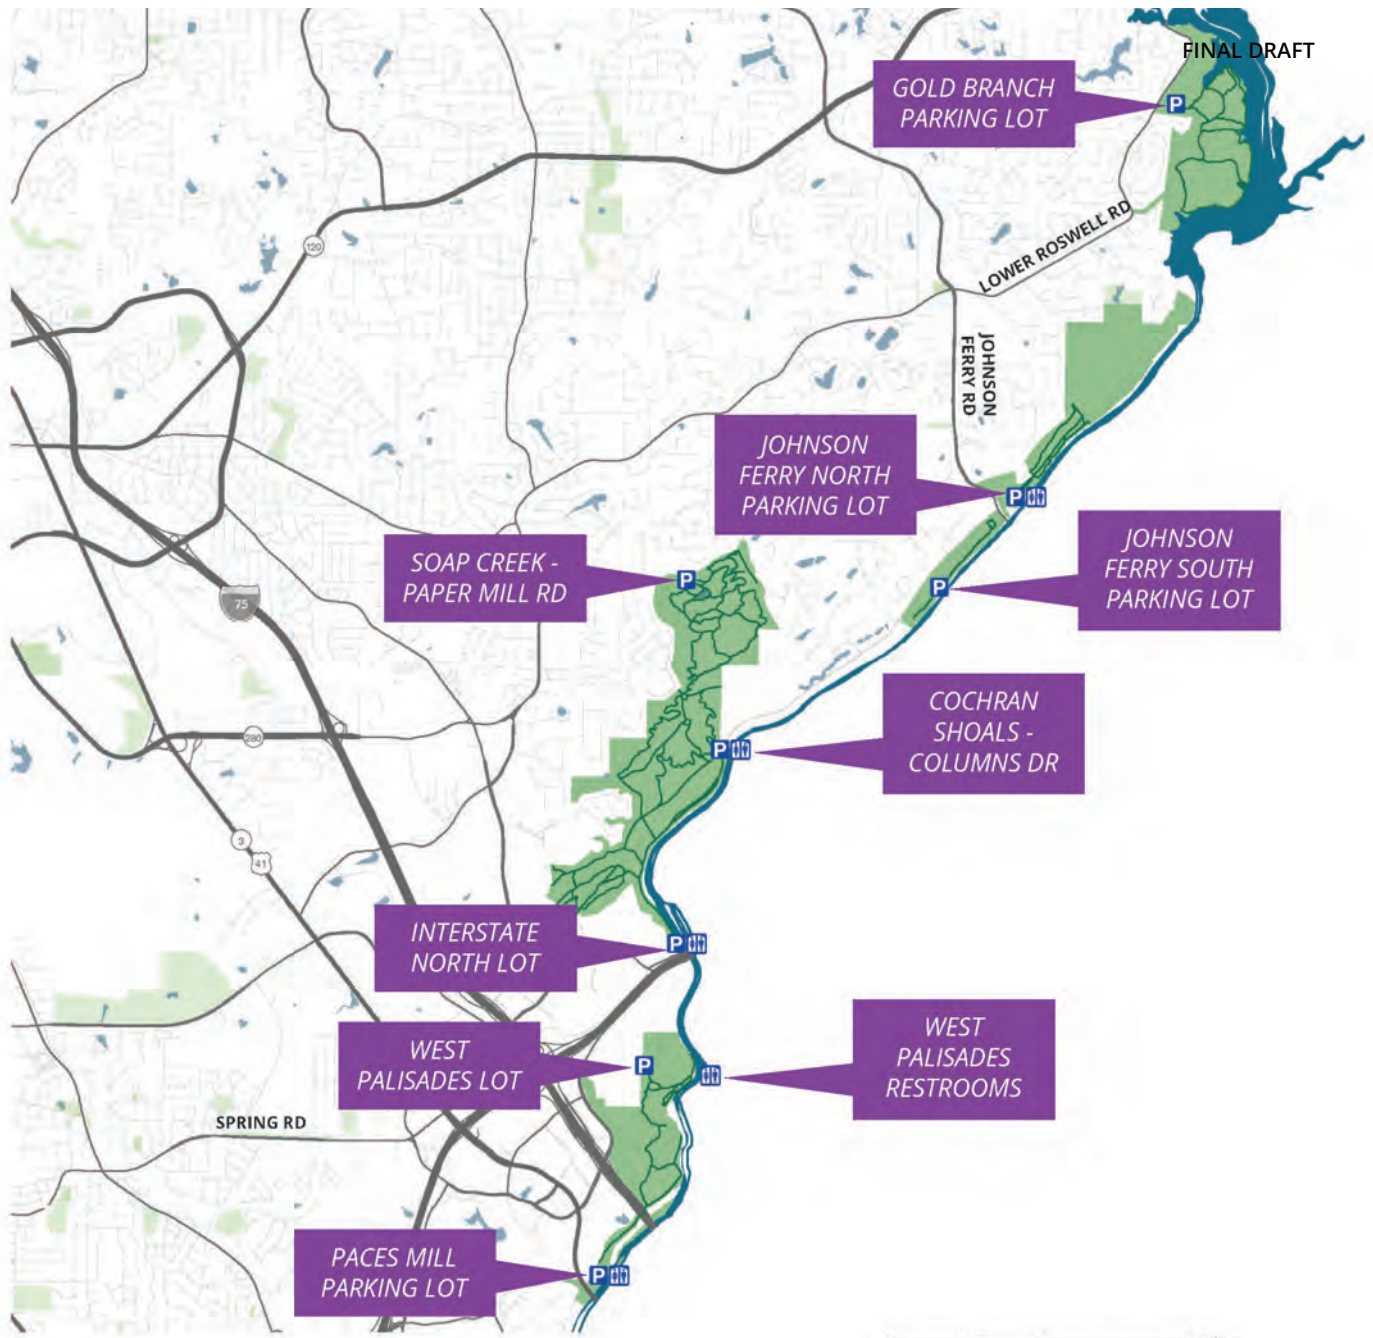 FINAL DRAFT
GOLD BRANCH
PARKING LOT
LOWER ROSWELL RD
120
JOHNSON
FERRY RD
JOHNSON
FERRY NORTH
PARKING LOT
P
P
JOHNSON
FERRY SOUTH
PARKING LOT
P
SOAP CREEK -
PAPER MILL RD
P
75
COCHRAN
SHOALS -
COLUMNS DR
P
280
3
41
INTERSTATE
NORTH LOT
P
WEST
PALISADES LOT
P
WEST
PALISADES
RESTROOMS
SPRING RD
PACES MILL
PARKING LOT
P